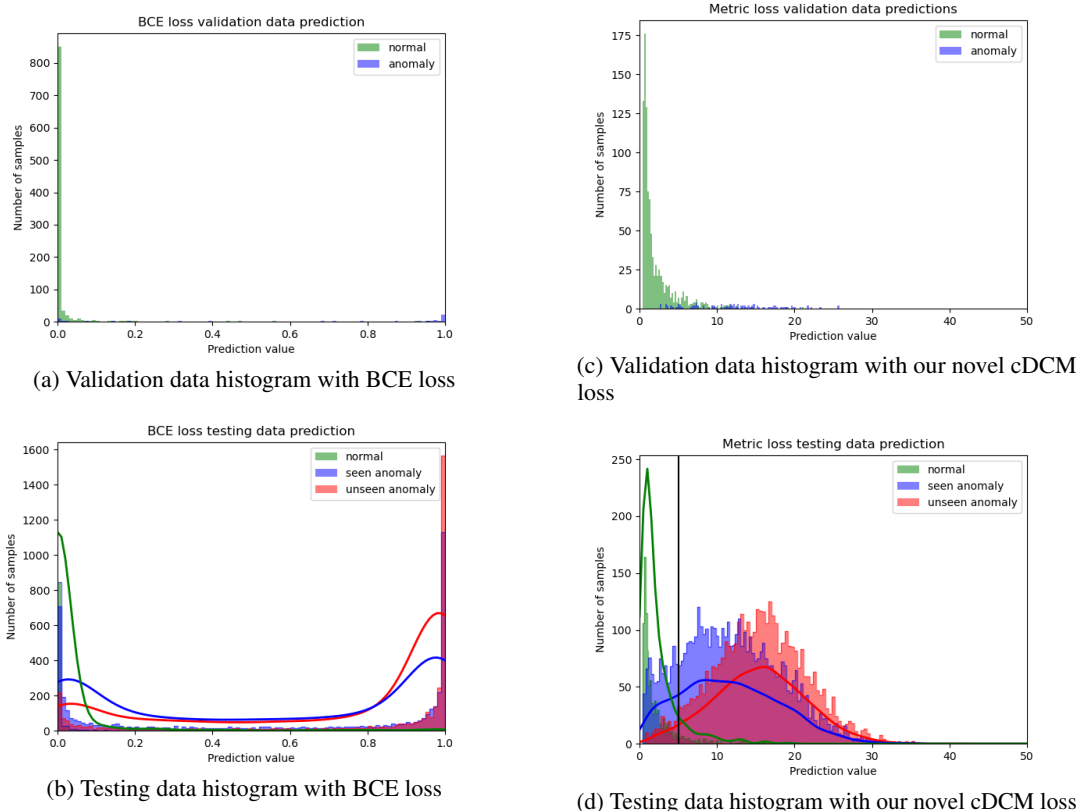 BCE loss validation data prediction
normal
anomaly
Number of samples
800
700
600
500
400
300
200
100
0
0.0 0.2 0.4 0.6 0.8 1.0
Prediction value
(a) Validation data histogram with BCE loss
Metric loss validation data predictions
normal
anomaly
Number of samples
175
150
125
100
75
50
25
0
0 10 20 30 40 50
Prediction value
(c) Validation data histogram with our novel cDCM
loss
BCE loss testing data prediction
normal
seen anomaly
unseen anomaly
Number of samples
1600
1400
1200
1000
800
600
400
200
0
0.0 0.2 0.4 0.6 0.8 1.0
Prediction value
(b) Testing data histogram with BCE loss
Metric loss testing data prediction
normal
seen anomaly
unseen anomaly
Number of samples
250
200
150
100
50
0
0 10 20 30 40 50
Prediction value
(d) Testing data histogram with our novel cDCM loss